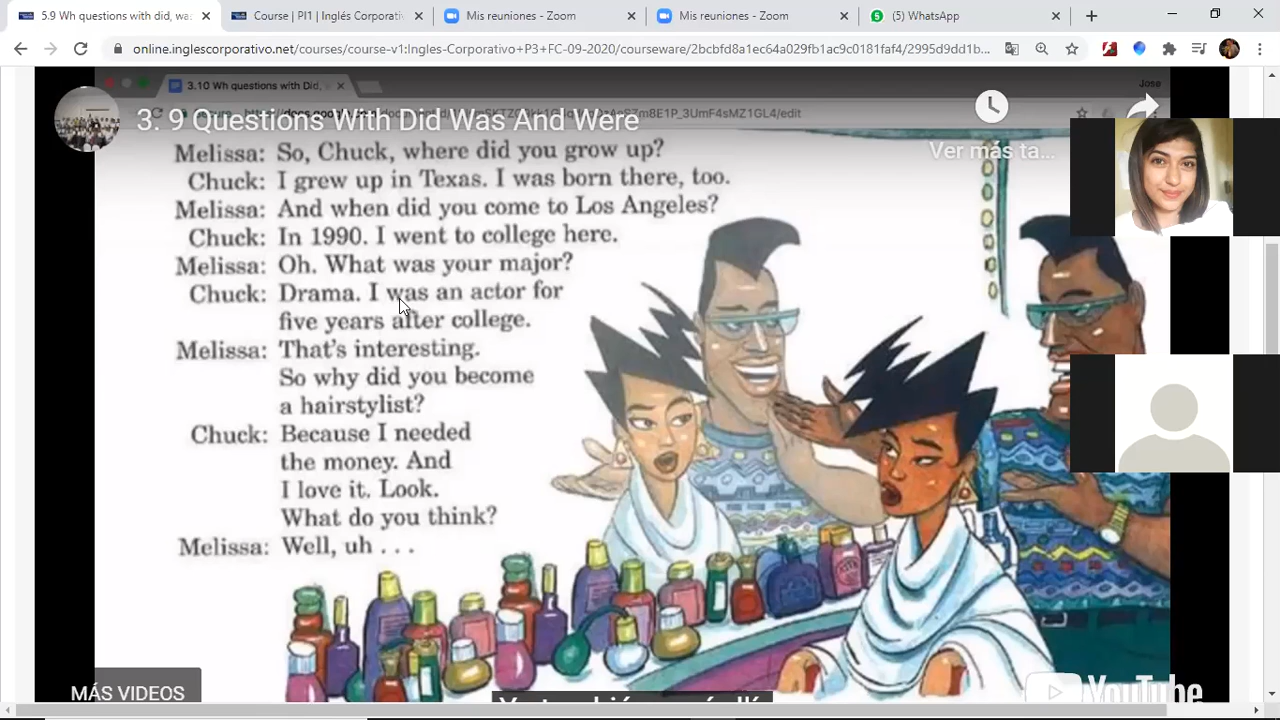 5.9 Wh questions with did, wa
Course | PI1 | Inglés Corporativ
Mis reuniones - Zoom
Mis reuniones - Zoom
(5) WhatsApp
online.inglescorporativo.net/courses/course-v1:Ingles-Corporativo+P3+FC-09-2020/courseware/2bcbfd8a1ec64a029fb1ac9c0181faf4/2995d9dd1b...
3.10 Wh questions with Did,
Jose
3. 9 Questions With Did Was And Were
Ver más ta...
Melissa: So, Chuck, where did you grow up?
Chuck: I grew up in Texas. I was born there, too.
Melissa: And when did you come to Los Angeles?
Chuck: In 1990. I went to college here.
Melissa: Oh. What was your major?
Chuck: Drama. I was an actor for
five years after college.
Melissa: That's interesting.
So why did you become
a hairstylist?
Chuck: Because I needed
the money. And
I love it. Look.
What do you think?
Melissa: Well, uh . . .
MÁS VIDEOS
YouTube